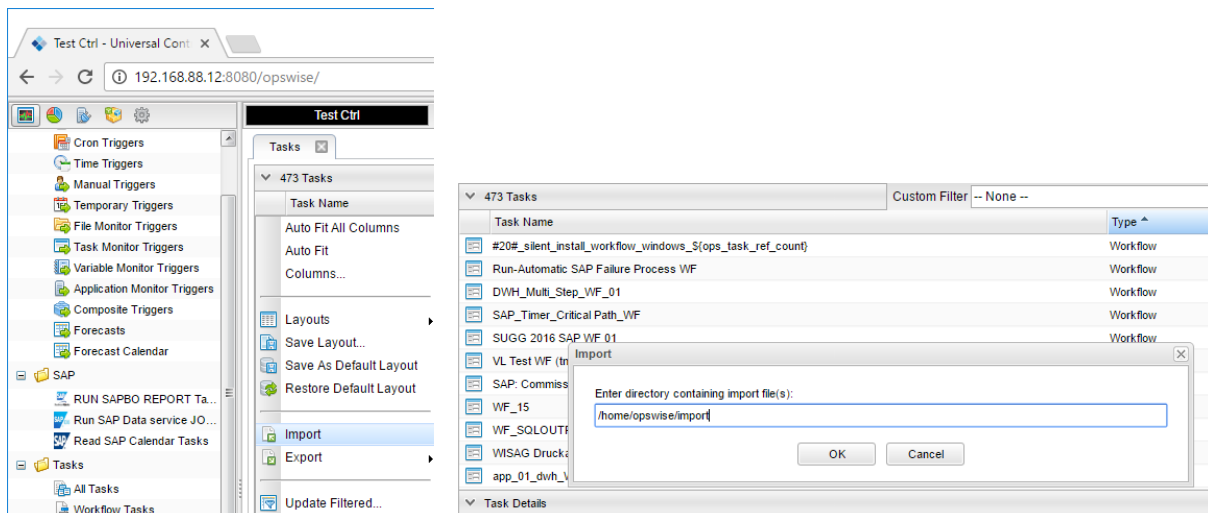 Test Ctrl - Universal Cont
192.168.88.12:8080/opswise/
Cron Triggers
Time Triggers
Manual Triggers
Temporary Triggers
File Monitor Triggers
Task Monitor Triggers
Variable Monitor Triggers
Application Monitor Triggers
Composite Triggers
Forecasts
Forecast Calendar
SAP
RUN SAPBO REPORT Ta...
Run SAP Data service JO...
Read SAP Calendar Tasks
Tasks
All Tasks
Workflow Tasks
Test Ctrl
Tasks
473 Tasks
Task Name
Auto Fit All Columns
Auto Fit
Columns...
Layouts
Save Layout...
Save As Default Layout
Restore Default Layout
Import
Export
Update Filtered...
473 Tasks
Custom Filter -- None --
Task Name Type
#20#_silent_install_workflow_windows_${ops_task_ref_count} Workflow
Run-Automatic SAP Failure Process WF Workflow
DWH_Multi_Step_WF_01 Workflow
SAP_Timer_Critical Path_WF Workflow
SUGG 2016 SAP WF 01 Workflow
VL Test WF (tn
SAP: Commiss
WF_15
WF_SQLOUTF
WISAG Drucka
app_01_dwh_V
Import
Enter directory containing import file(s):
/home/opswise/import
OK Cancel
Task Details